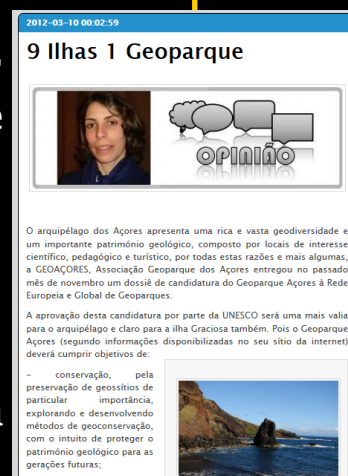 2012-03-10 00:02:59
9 Ilhas 1 Geoparque
OPINIÃO
O arquipélago dos Açores apresenta uma rica e vasta geodiversidade e
um importante património geológico, composto por locais de interesse
científico, pedagógico e turístico, por todas estas razões e mais algumas,
a GEOAÇORES, Associação Geoparque dos Açores entregou no passado
mês de novembro um dossiê de candidatura do Geoparque Açores à Rede
Europeia e Global de Geoparques.
A aprovação desta candidatura por parte da UNESCO será uma mais valia
para o arquipélago e claro para a ilha Graciosa também. Pois o Geoparque
Açores (segundo informações disponibilizadas no seu sítio da internet)
deverá cumprir objetivos de:
- conservação, pela
preservação de geossítios de
particular importância,
explorando e desenvolvendo
métodos de geoconservação,
com o intuito de proteger o
património geológico para as
gerações futuras;